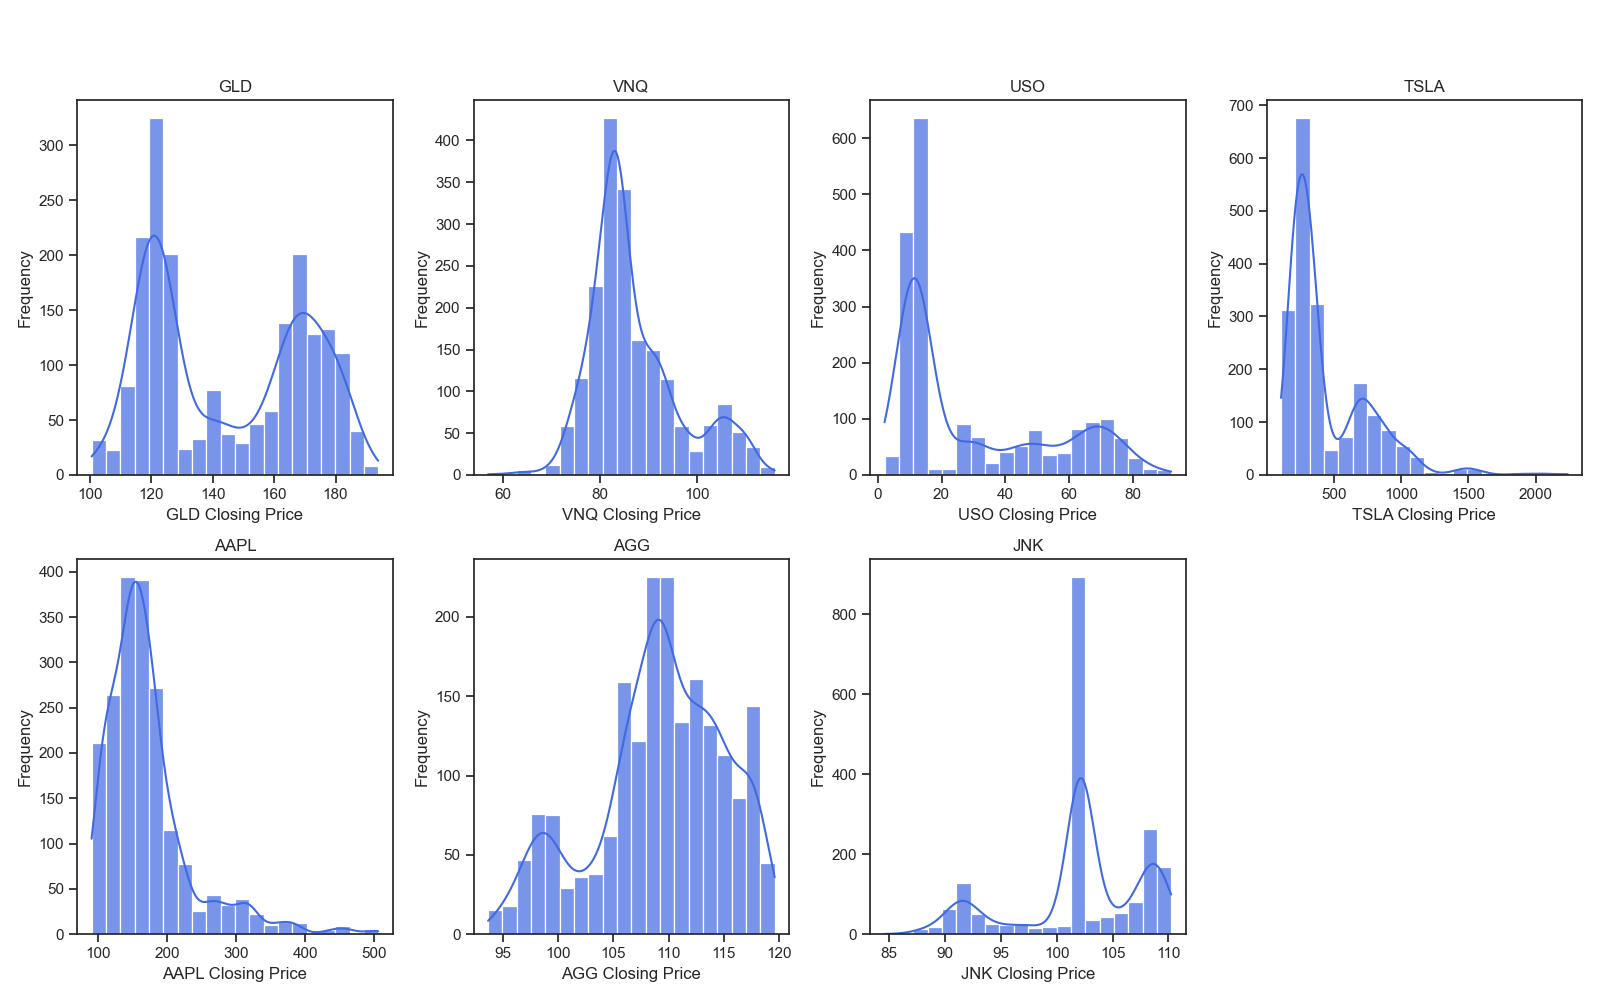 GLD
Frequency
300
250
200
150
100
50
0
100 120 140 160 180
GLD Closing Price
VNQ
Frequency
400
350
300
250
200
150
100
50
0
60 80 100
VNQ Closing Price
USO
Frequency
600
500
400
300
200
100
0
0 20 40 60 80
USO Closing Price
TSLA
Frequency
700
600
500
400
300
200
100
0
500 1000 1500 2000
TSLA Closing Price
AAPL
Frequency
400
350
300
250
200
150
100
50
0
100 200 300 400 500
AAPL Closing Price
AGG
Frequency
200
150
100
50
0
95 100 105 110 115 120
AGG Closing Price
JNK
Frequency
800
600
400
200
0
85 90 95 100 105 110
JNK Closing Price